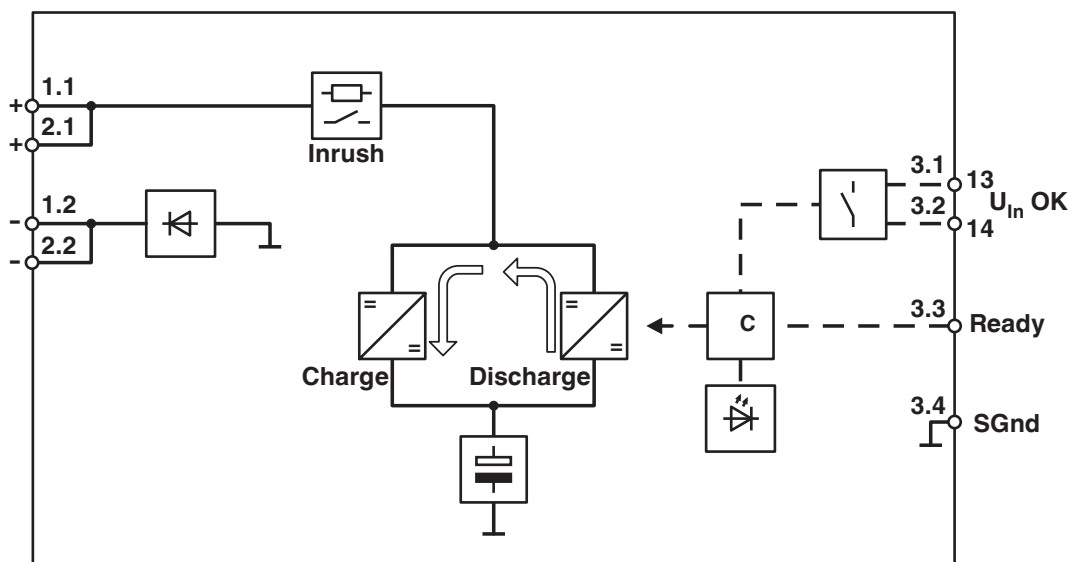 1.1
+
2.1
+
Inrush
1.2
-
2.2
-
3.1
13
3.2
U_In OK
14
C
3.3
Ready
=
=
=
=
Charge
Discharge
3.4
SGnd